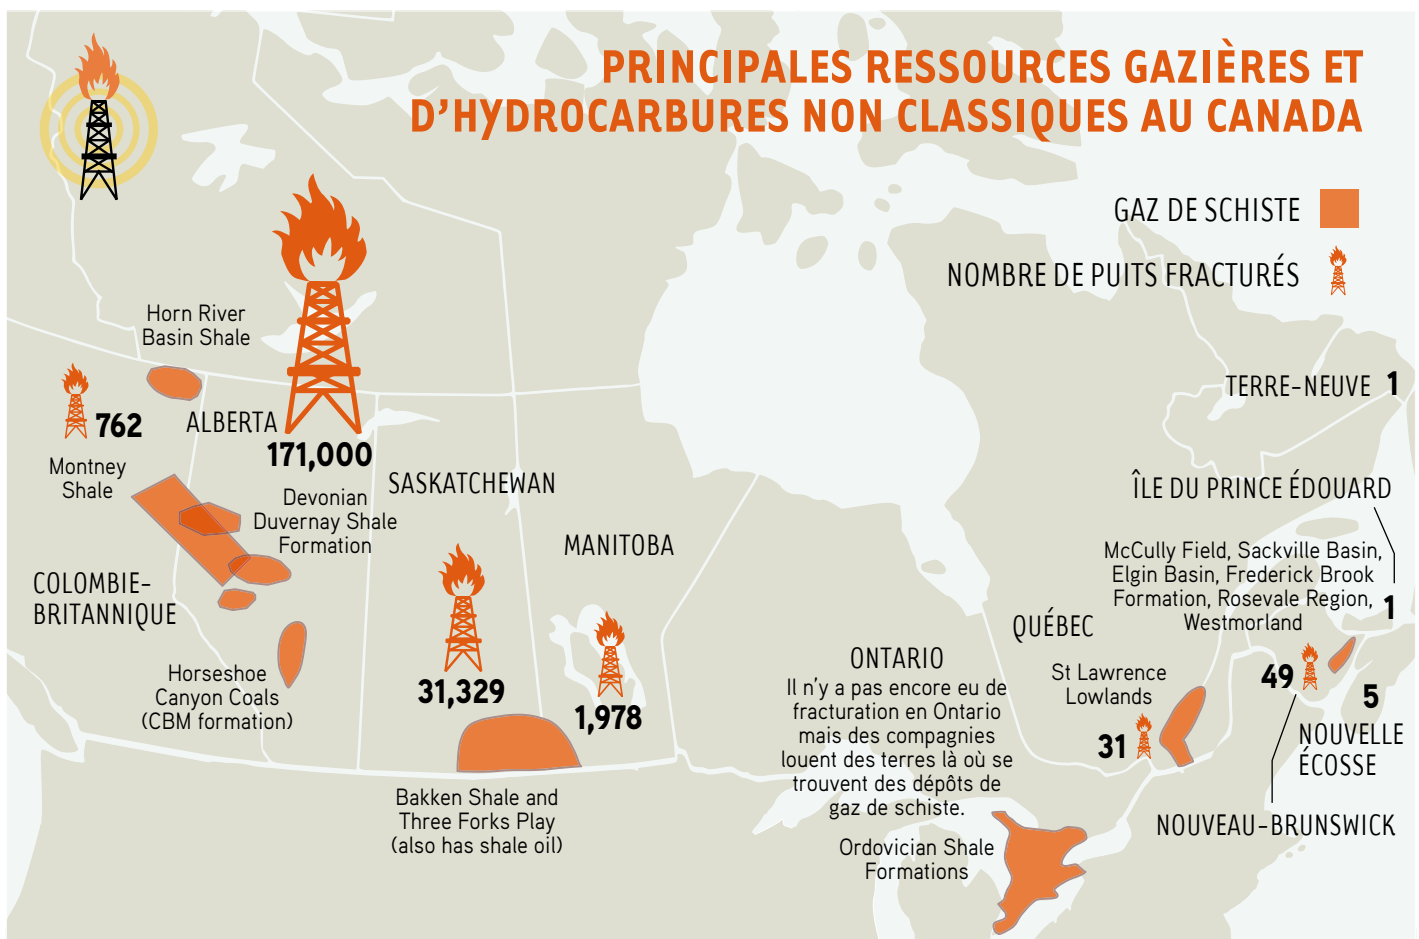 PRINCIPALES RESSOURCES GAZIÈRES ET
D'HYDROCARBURES NON CLASSIQUES AU CANADA
GAZ DE SCHISTE
NOMBRE DE PUITS FRACTURÉS
Horn River
Basin Shale
762
ALBERTA
171,000
Montney
Shale
Devonian
Duvernay Shale
Formation
SASKATCHEWAN
MANITOBA
COLOMBIE-
BRITANNIQUE
Horseshoe
Canyon Coals
(CBM formation)
31,329
1,978
Bakken Shale and
Three Forks Play
(also has shale oil)
ONTARIO
Il n'y a pas encore eu de
fracturation en Ontario
mais des compagnies
louent des terres là où se
trouvent des dépôts de
gaz de schiste.
Ordovician Shale
Formations
QUÉBEC
St Lawrence
Lowlands
31
TERRE-NEUVE 1
ÎLE DU PRINCE ÉDOUARD
1
McCully Field, Sackville Basin,
Elgin Basin, Frederick Brook
Formation, Rosevale Region,
Westmorland
49
5
NOUVELLE
ÉCOSSE
NOUVEAU-BRUNSWICK